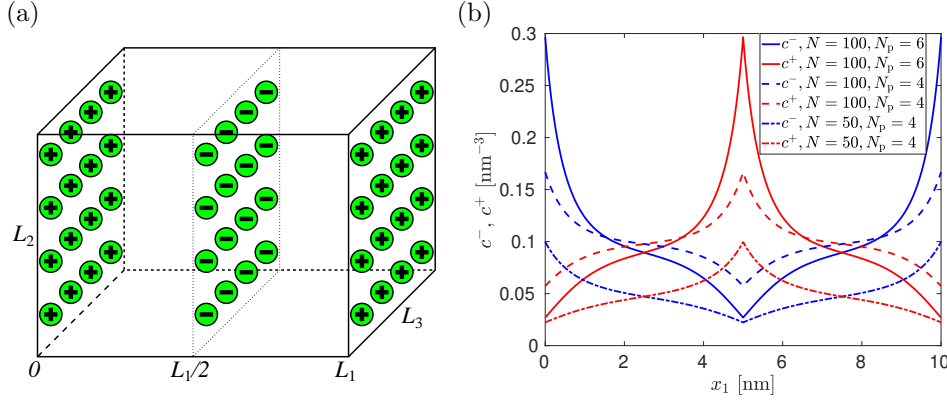 (a)
L₂
L₃
0
L₁/2
L₁
(b)
c⁻, N = 100, Nₚ = 6
c⁺, N = 100, Nₚ = 6
c⁻, N = 100, Nₚ = 4
c⁺, N = 100, Nₚ = 4
c⁻, N = 50, Nₚ = 4
c⁺, N = 50, Nₚ = 4
0.3
0.25
0.2
0.15
0.1
0.05
0
c⁻, c⁺ [nm⁻³]
0 2 4 6 8 10
x₁ [nm]